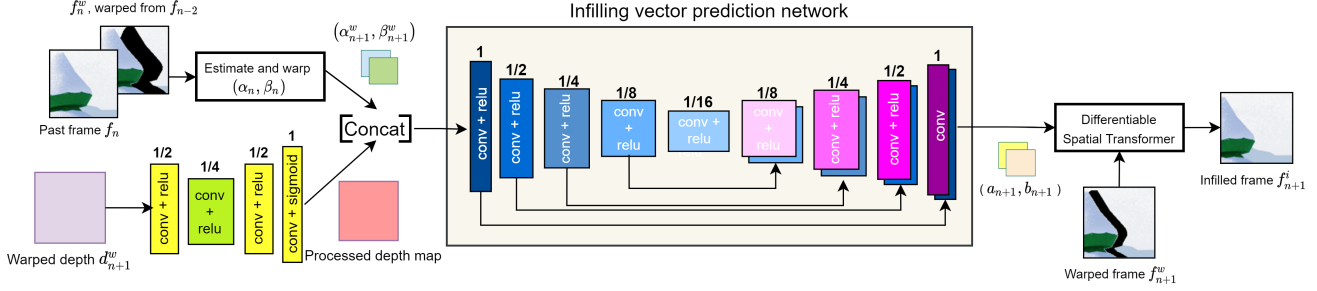 Infilling vector prediction network
$f_n^w$, warped from $f_{n-2}$
Past frame $f_n$
Estimate and warp
$(\alpha_n, \beta_n)$
$(\alpha_{n+1}^w, \beta_{n+1}^w)$
[Concat]
Warped depth $d_{n+1}^w$
1/2
conv + relu
1/4
conv
+
relu
1/2
conv + relu
1
conv + sigmoid
Processed depth map
1
conv + relu
1/2
conv + relu
1/4
conv + relu
1/8
conv
+
relu
1/16
conv +
relu
1/8
conv
+
relu
1/4
conv + relu
1/2
conv + relu
1
conv
$(a_{n+1}, b_{n+1})$
Differentiable
Spatial Transformer
Warped frame $f_{n+1}^w$
Infilled frame $f_{n+1}^i$